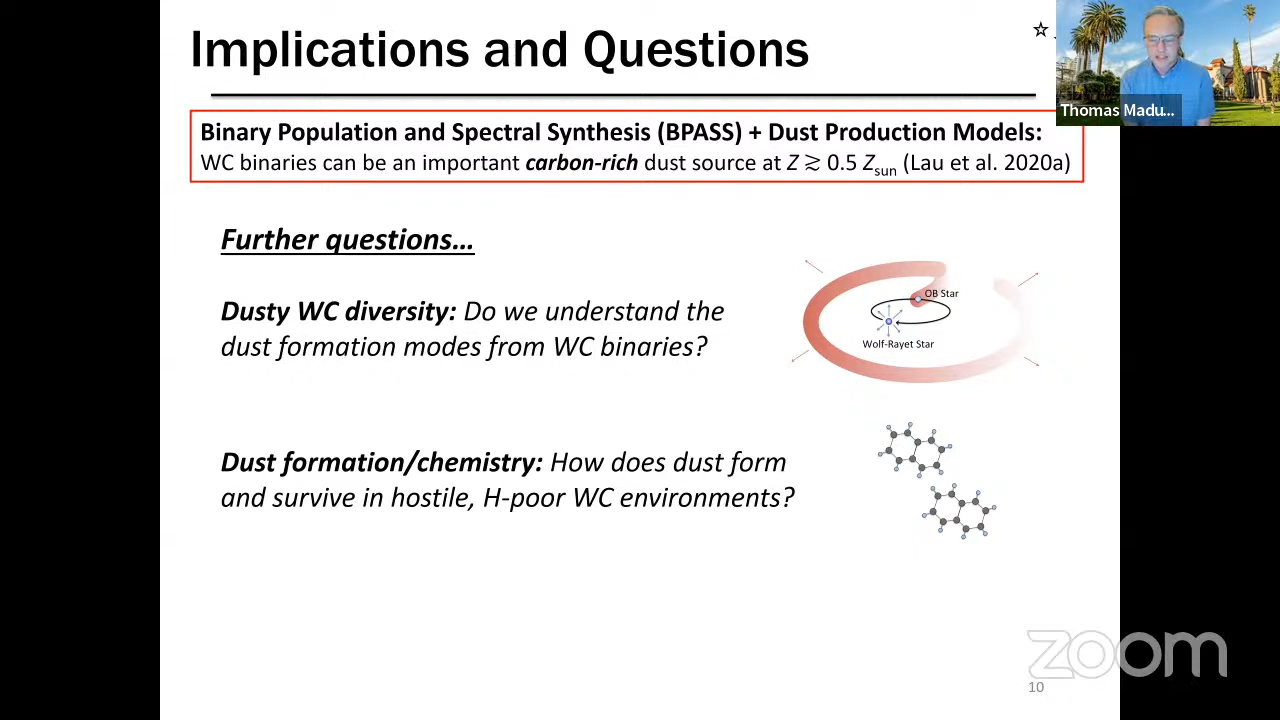 Implications and Questions
Thomas Madu...
Binary Population and Spectral Synthesis (BPASS) + Dust Production Models:
WC binaries can be an important carbon-rich dust source at Z ≳ 0.5 Zsun (Lau et al. 2020a)
Further questions…
Dusty WC diversity: Do we understand the
dust formation modes from WC binaries?
OB Star
Wolf-Rayet Star
Dust formation/chemistry: How does dust form
and survive in hostile, H-poor WC environments?
zoom
10